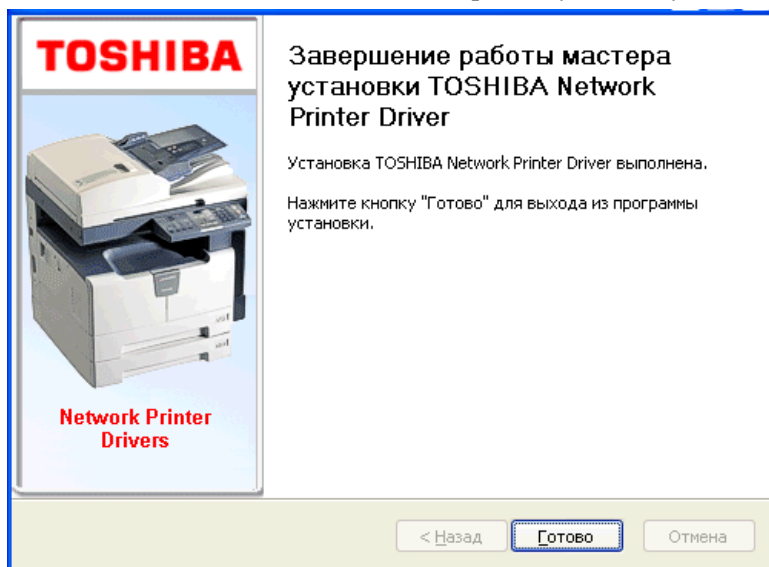 TOSHIBA
Завершение работы мастера
установки TOSHIBA Network
Printer Driver
Установка TOSHIBA Network Printer Driver выполнена.
Нажмите кнопку "Готово" для выхода из программы
установки.
Network Printer
Drivers
< Назад
Готово
Отмена